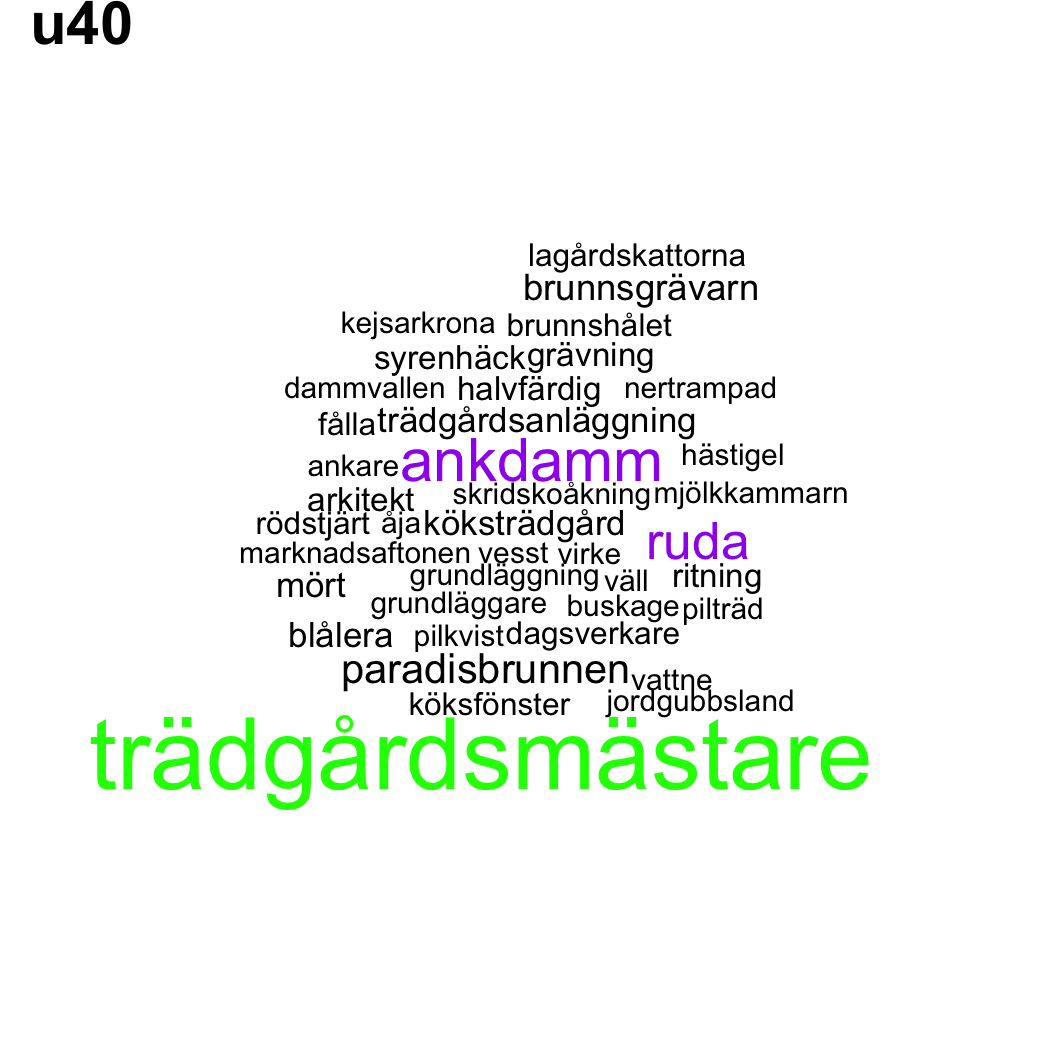 u40
lagårdskattorna
brunnsgrävarn
kejsarkrona brunnshålet
syrenhäck grävning
dammvallen halvfärdig nertrampad
fålla trädgårdsanläggning
ankare ankdamm hästigel
arkitekt skridskoåkning mjölkkammarn
rödstjärt åja köksträdgård ruda
marknadsaftonen vesst virke
mört grundläggning väll ritning
grundläggare buskage pilträd
blålera pilkvist dagsverkare
paradisbrunnen vattne
köksfönster jordgubbsland
trädgårdsmästare